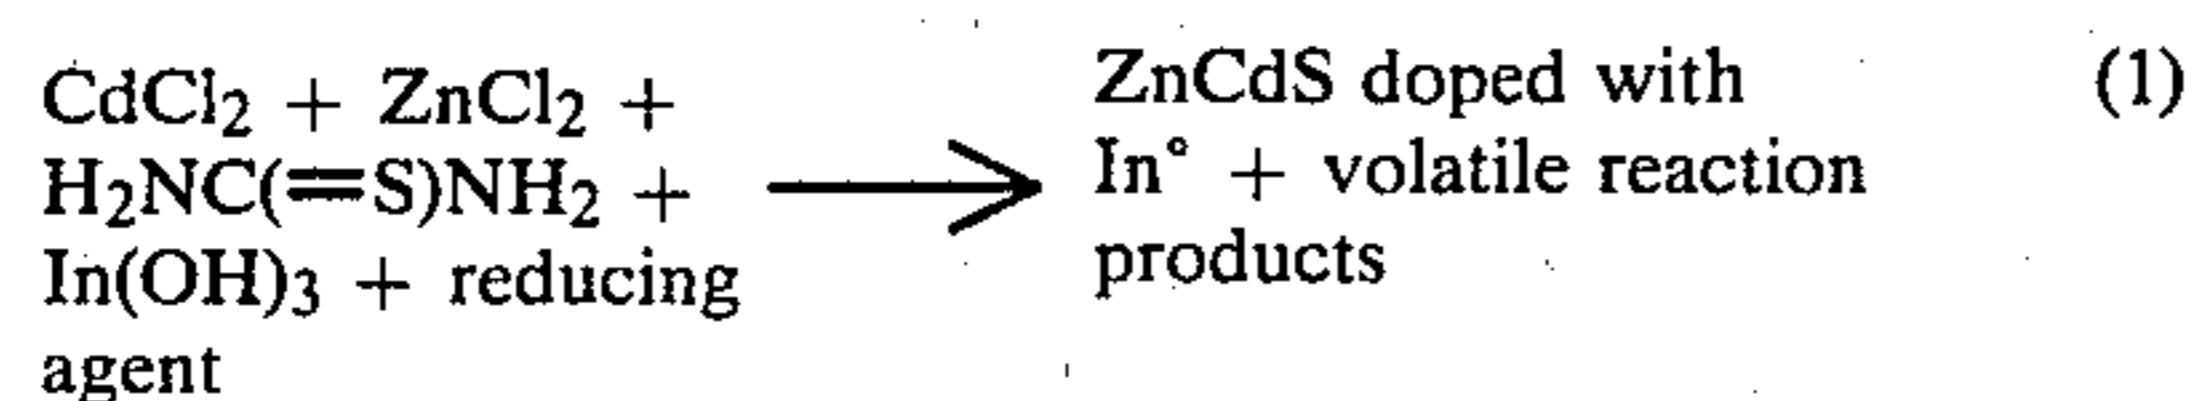 CdCl2 + ZnCl2 +
H2NC(=S)NH2 +
In(OH)3 + reducing
agent
ZnCdS doped with
In° + volatile reaction
products
(1)